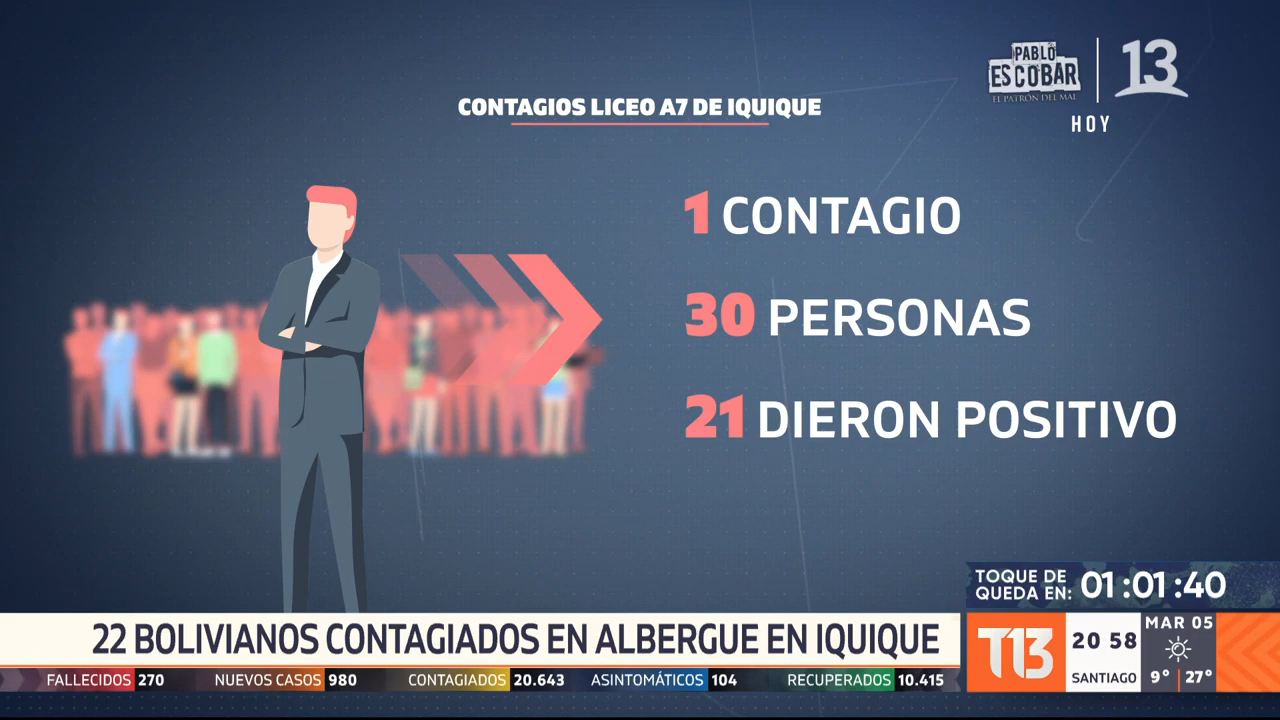 PABLO
ESCOBAR
EL PATRÓN DEL MAL
13
HOY
CONTAGIOS LICEO A7 DE IQUIQUE
1 CONTAGIO
30 PERSONAS
21 DIERON POSITIVO
TOQUE DE
QUEDA EN: 01:01:40
22 BOLIVIANOS CONTAGIADOS EN ALBERGUE EN IQUIQUE
T13
20 58
SANTIAGO
MAR 05
9° 27°
FALLECIDOS 270 NUEVOS CASOS 980 CONTAGIADOS 20.643 ASINTOMÁTICOS 104 RECUPERADOS 10.415